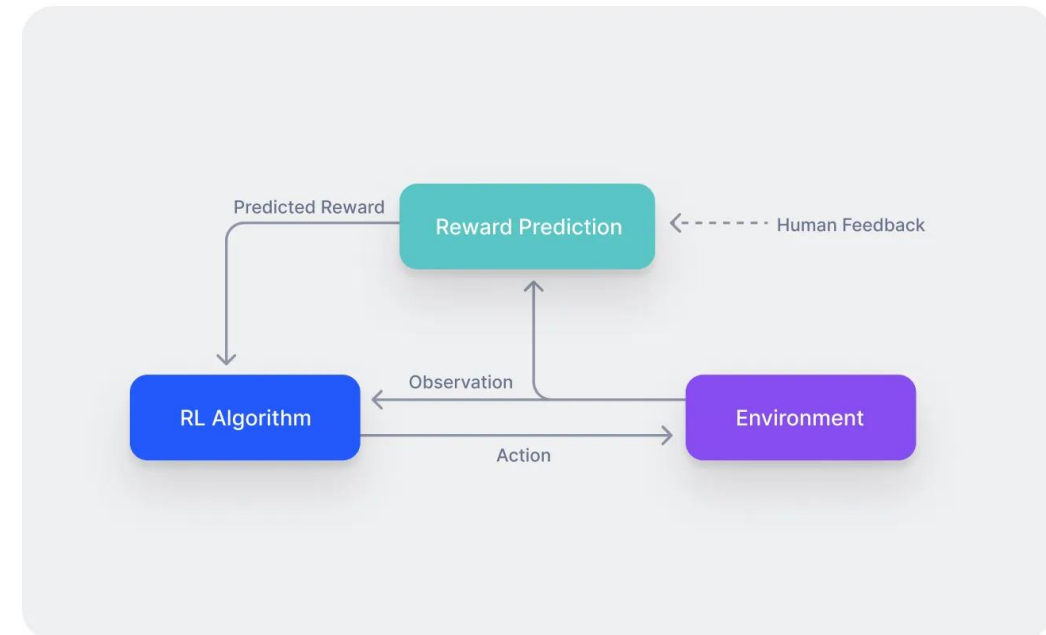 Predicted Reward
Reward Prediction
Human Feedback
Observation
RL Algorithm
Environment
Action